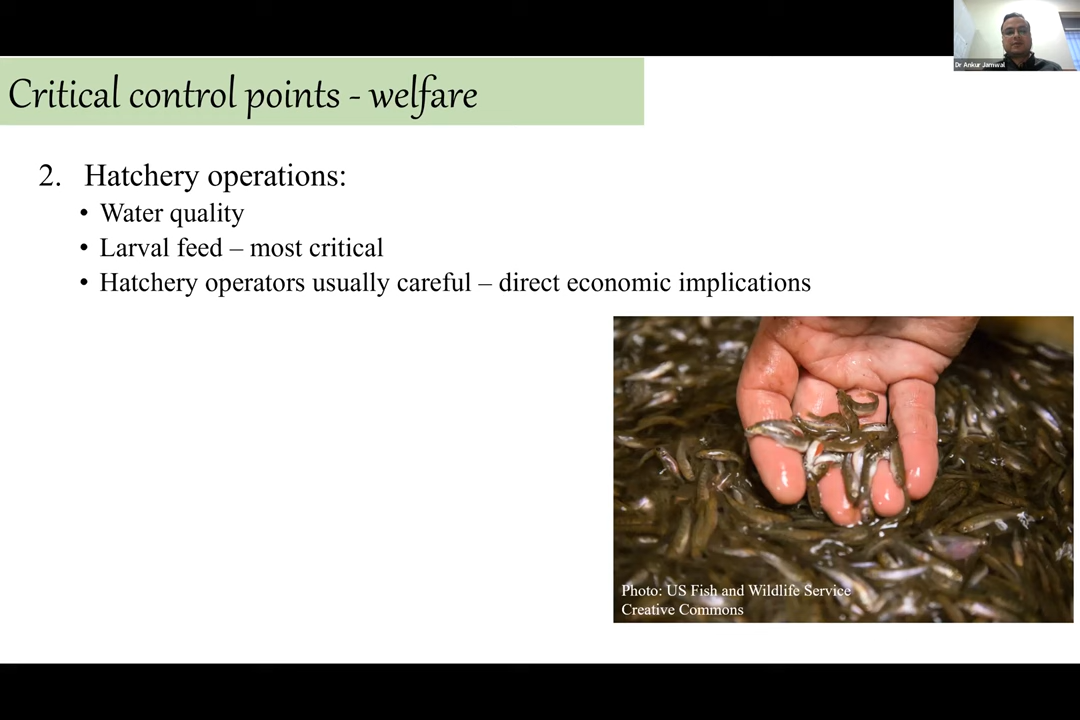 Dr Ankur Jamwal
Critical control points - welfare
2. Hatchery operations:
• Water quality
• Larval feed – most critical
• Hatchery operators usually careful – direct economic implications
Photo: US Fish and Wildlife Service
Creative Commons